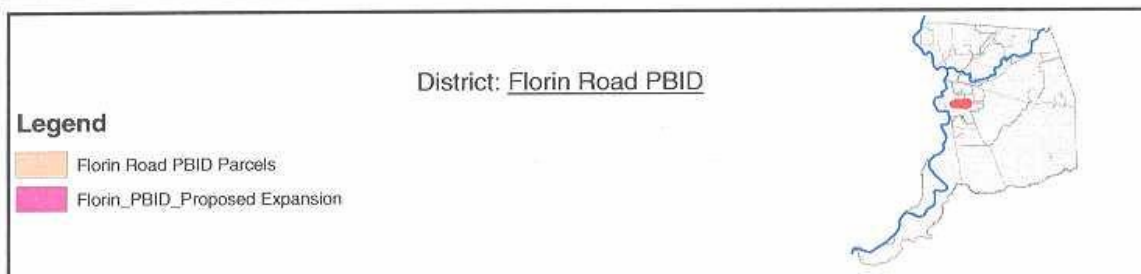 District: Florin Road PBID
Legend
Florin Road PBID Parcels
Florin_PBID_Proposed Expansion